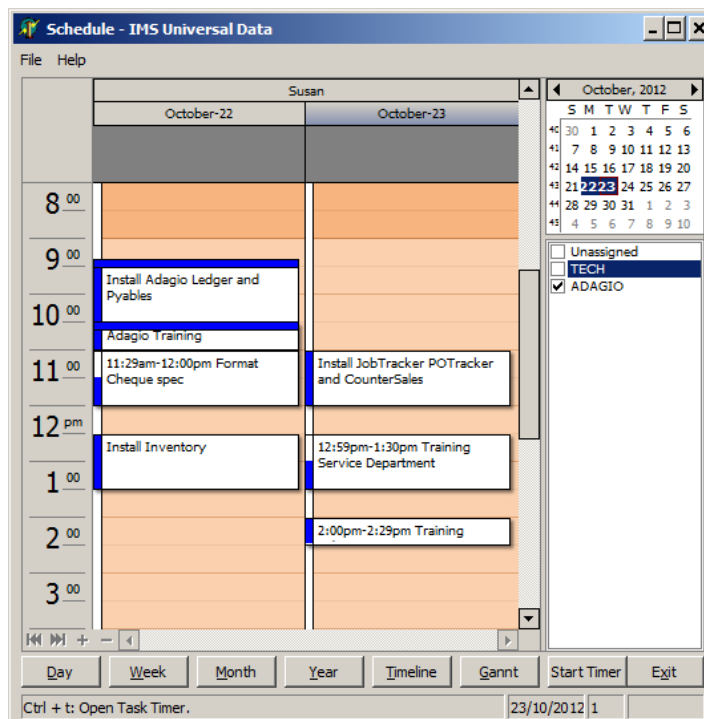 Schedule - IMS Universal Data
File Help
Susan
October-22 October-23
8 00
9 00
10 00
11 00
12 pm
1 00
2 00
3 00
Install Adagio Ledger and
Pyables
Adagio Training
11:29am-12:00pm Format
Cheque spec
Install Inventory
Install JobTracker POTracker
and CounterSales
12:59pm-1:30pm Training
Service Department
2:00pm-2:29pm Training
October, 2012
S M T W T F S
40 30 1 2 3 4 5 6
41 7 8 9 10 11 12 13
42 14 15 16 17 18 19 20
43 21 22 23 24 25 26 27
44 28 29 30 31 1 2 3
45 4 5 6 7 8 9 10
Unassigned
TECH
ADAGIO
Day Week Month Year Timeline Gannt Start Timer Exit
Ctrl + t: Open Task Timer. 23/10/2012 1